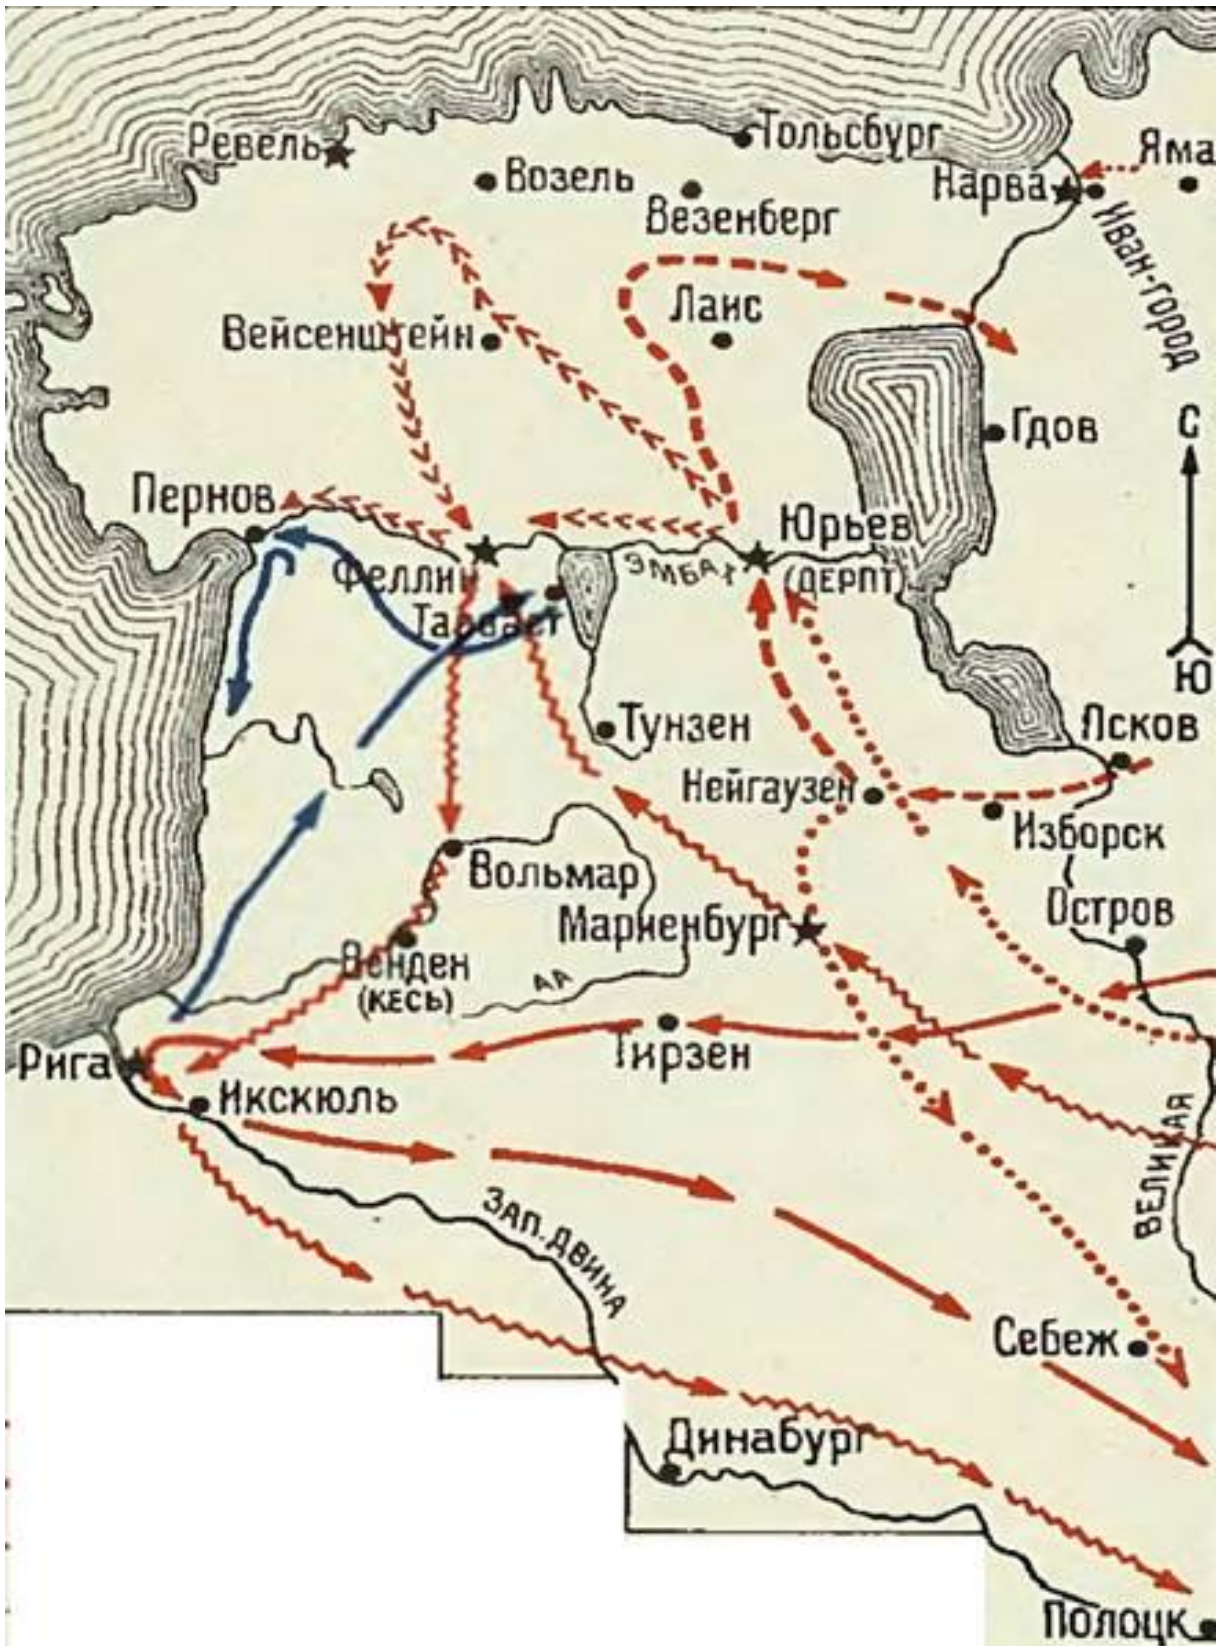 Ревель
Тольсбург
Возель
Везенберг
Нарва
Яма
Иван-город
Лаис
Вейсенштейн
Гдов
С
Пернов
Юрьев
(ДЕРПТ)
ЭМБАХ
Феллин
Тарваст
Ю
Тунзен
Псков
Нейгаузен
Изборск
Вольмар
Остров
Мариенбург
Венден
(КЕСЬ)
АА
Рига
Тирзен
Икскюль
ВЕЛИКАЯ
ЗАП. ДВИНА
Себеж
Динабург
ПОЛОЦК